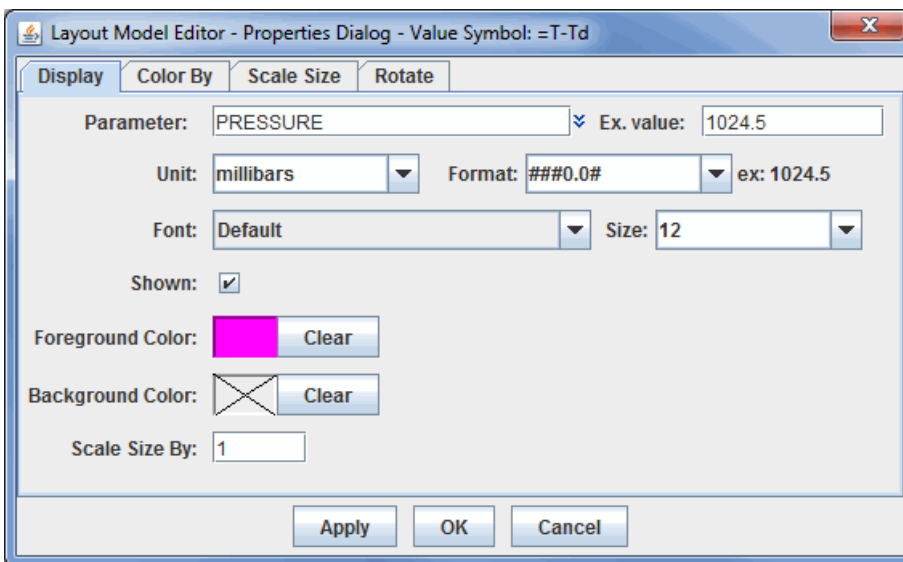 Layout Model Editor - Properties Dialog - Value Symbol: =T-Td
Display Color By Scale Size Rotate
Parameter: PRESSURE Ex. value: 1024.5
Unit: millibars Format: ###0.0# ex: 1024.5
Font: Default Size: 12
Shown:
Foreground Color: Clear
Background Color: Clear
Scale Size By: 1
Apply OK Cancel